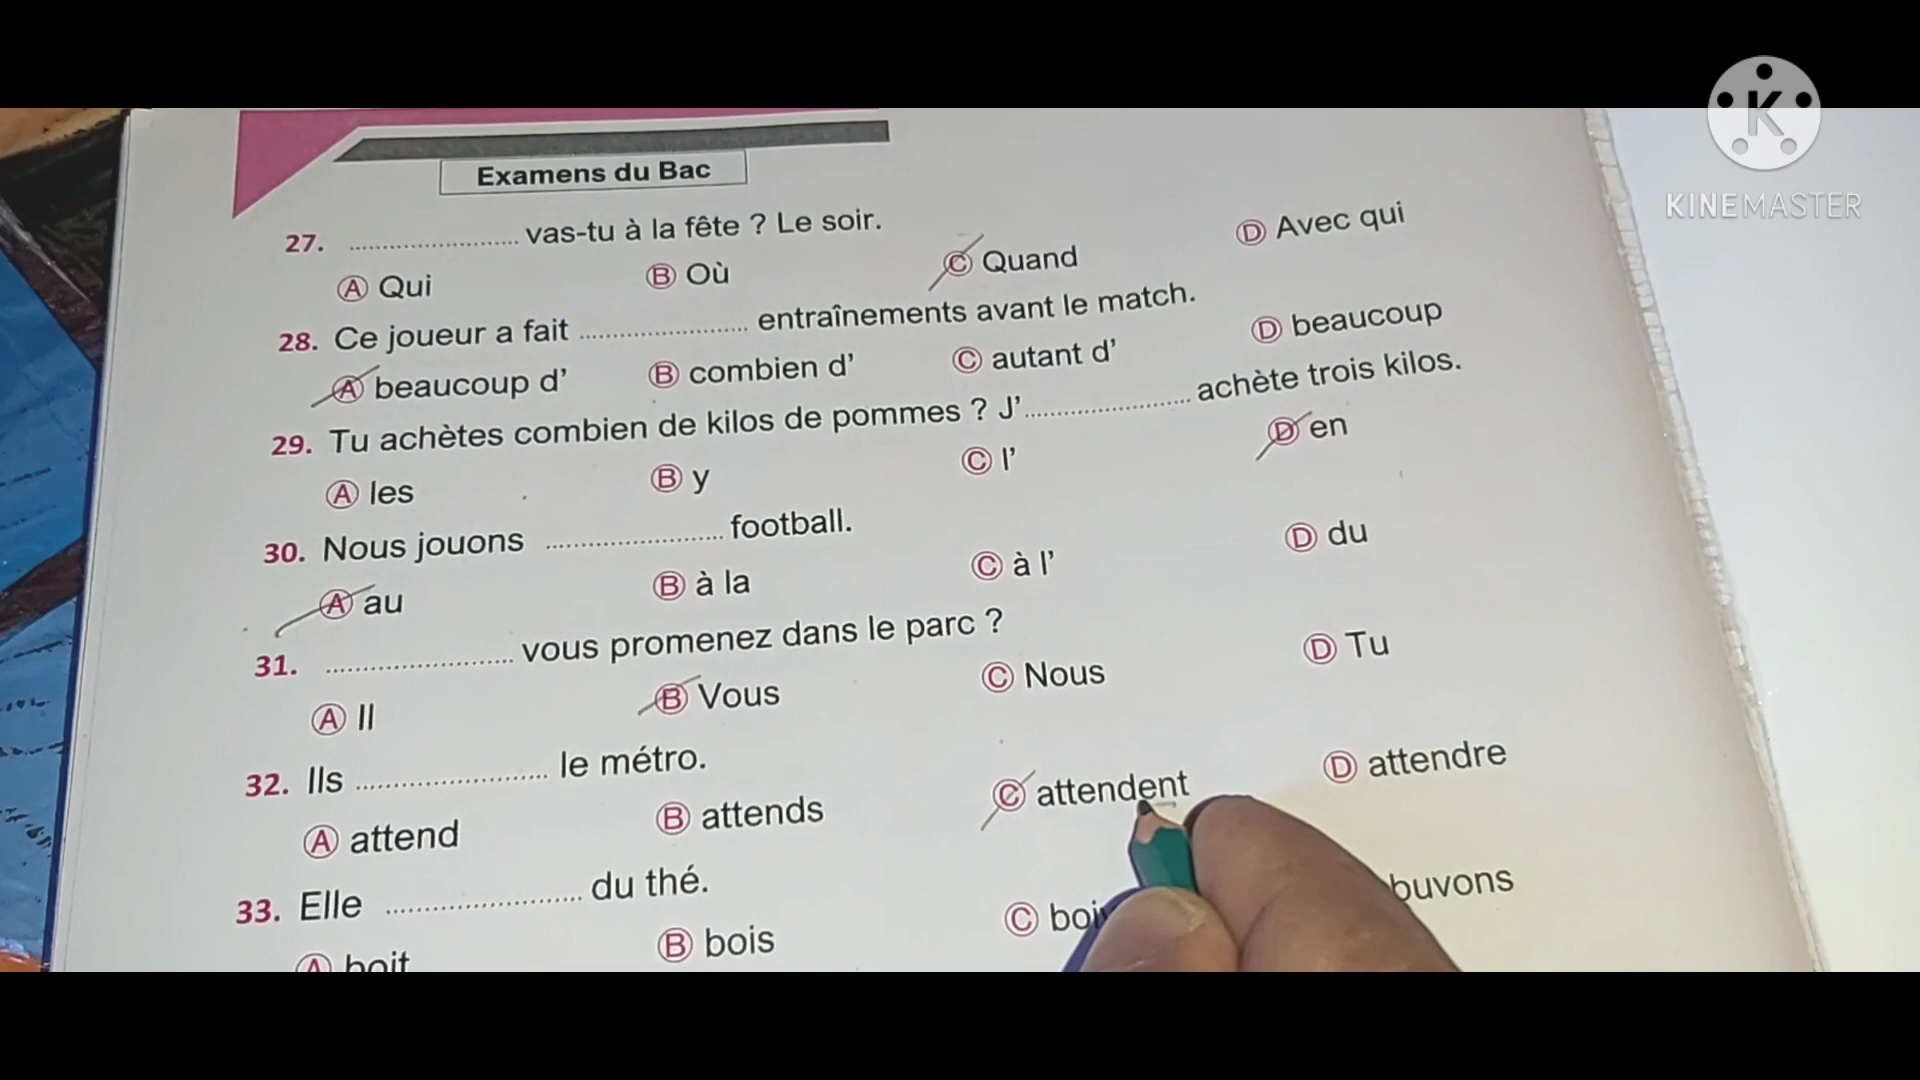 K
KINEMASTER
Examens du Bac
27. .................... vas-tu à la fête ? Le soir.
A Qui B Où C Quand D Avec qui
28. Ce joueur a fait .................... entraînements avant le match.
A beaucoup d' B combien d' C autant d' D beaucoup
29. Tu achètes combien de kilos de pommes ? J'.................... achète trois kilos.
A les B y C l' D en
30. Nous jouons .................... football.
A au B à la C à l' D du
31. .................... vous promenez dans le parc ?
A Il B Vous C Nous D Tu
32. Ils .................... le métro.
A attend B attends C attendent D attendre
33. Elle .................... du thé.
A boit B bois C buvons